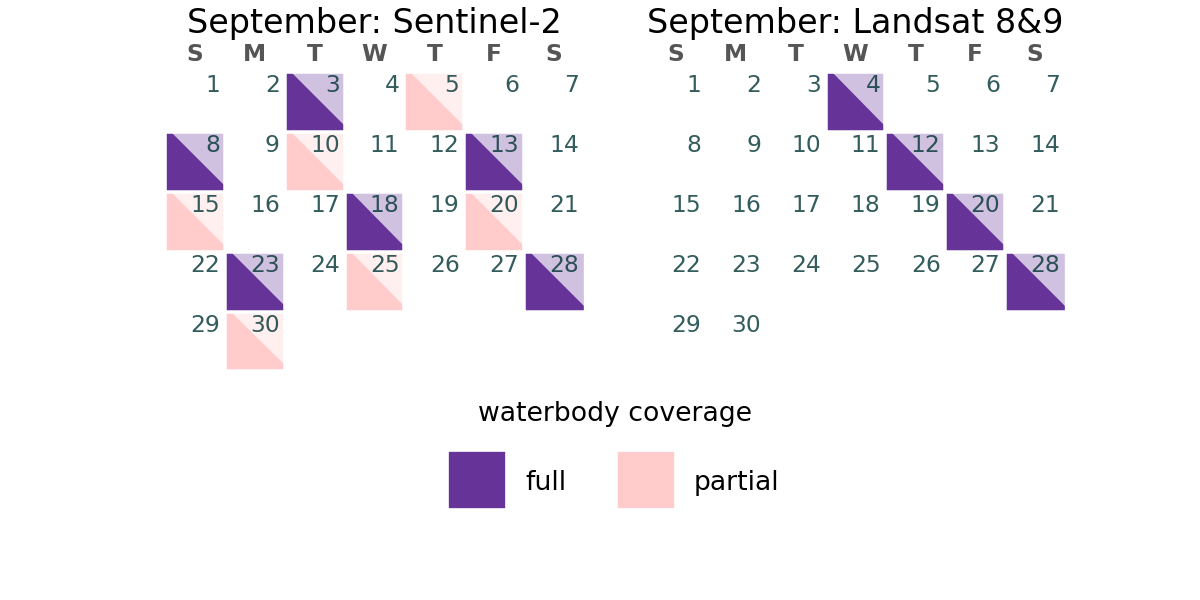 September: Sentinel-2
S M T W T F S
1 2 3 4 5 6 7
8 9 10 11 12 13 14
15 16 17 18 19 20 21
22 23 24 25 26 27 28
29 30
September: Landsat 8&9
S M T W T F S
1 2 3 4 5 6 7
8 9 10 11 12 13 14
15 16 17 18 19 20 21
22 23 24 25 26 27 28
29 30
waterbody coverage
full
partial